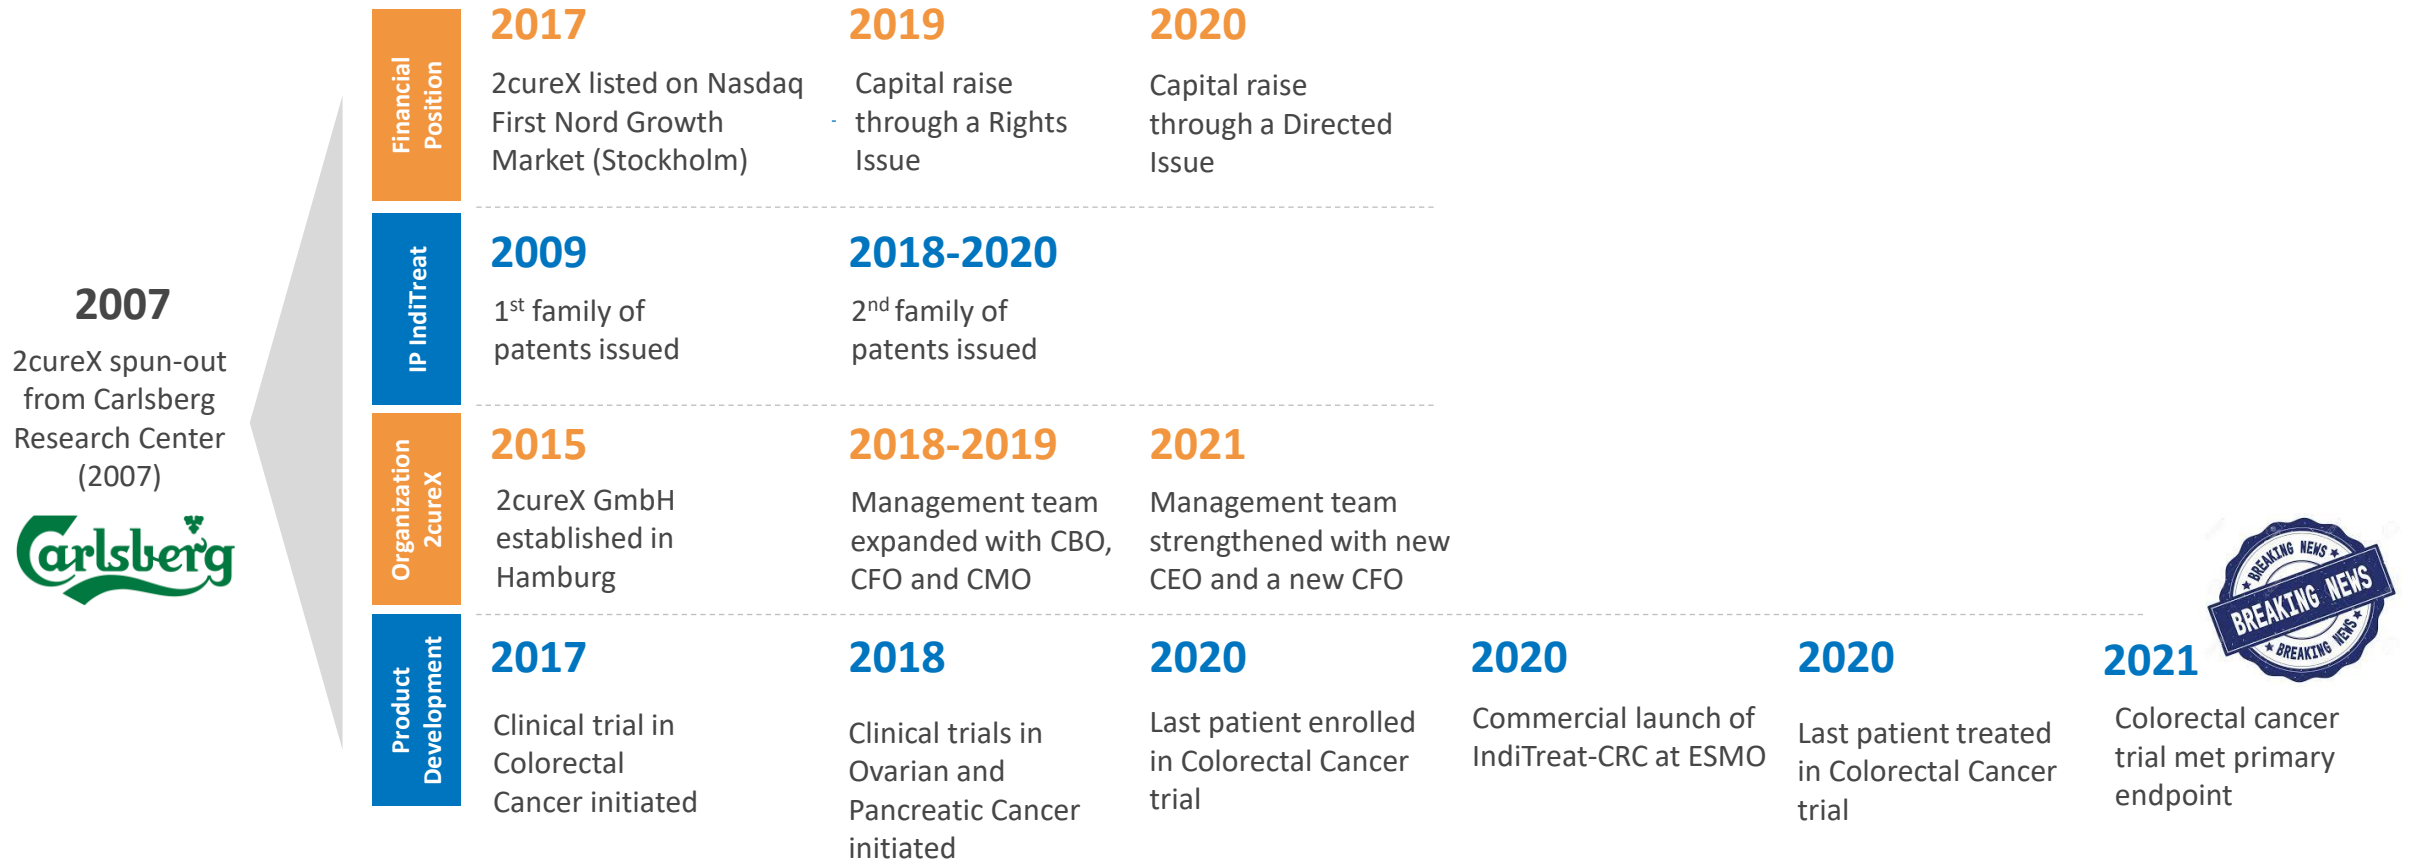 2007
2cureX spun-out
from Carlsberg
Research Center
(2007)
Carlsberg
Financial
Position
2017
2cureX listed on Nasdaq
First Nord Growth
Market (Stockholm)
-
2019
Capital raise
through a Rights
Issue
2020
Capital raise
through a Directed
Issue
IP IndiTreat
2009
1st family of
patents issued
2018-2020
2nd family of
patents issued
Organization
2cureX
2015
2cureX GmbH
established in
Hamburg
2018-2019
Management team
expanded with CBO,
CFO and CMO
2021
Management team
strengthened with new
CEO and a new CFO
Product
Development
2017
Clinical trial in
Colorectal
Cancer initiated
2018
Clinical trials in
Ovarian and
Pancreatic Cancer
initiated
2020
Last patient enrolled
in Colorectal Cancer
trial
2020
Commercial launch of
IndiTreat-CRC at ESMO
2020
Last patient treated
in Colorectal Cancer
trial
2021
Colorectal cancer
trial met primary
endpoint
BREAKING NEWS
BREAKING NEWS
BREAKING NEWS